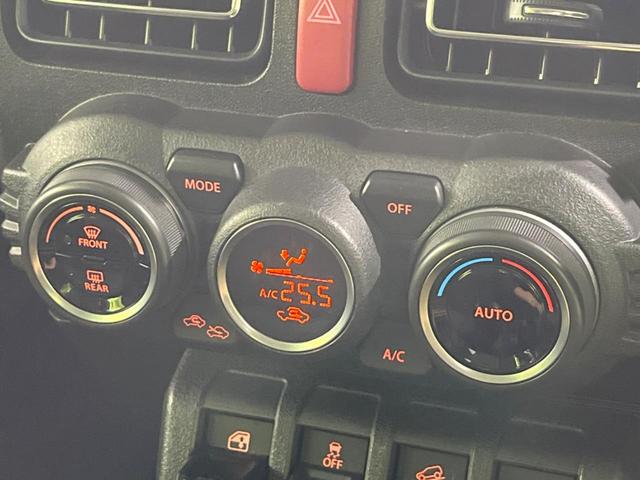 MODE
OFF
FRONT
REAR
A/C 25.5
AUTO
A/C
OFF